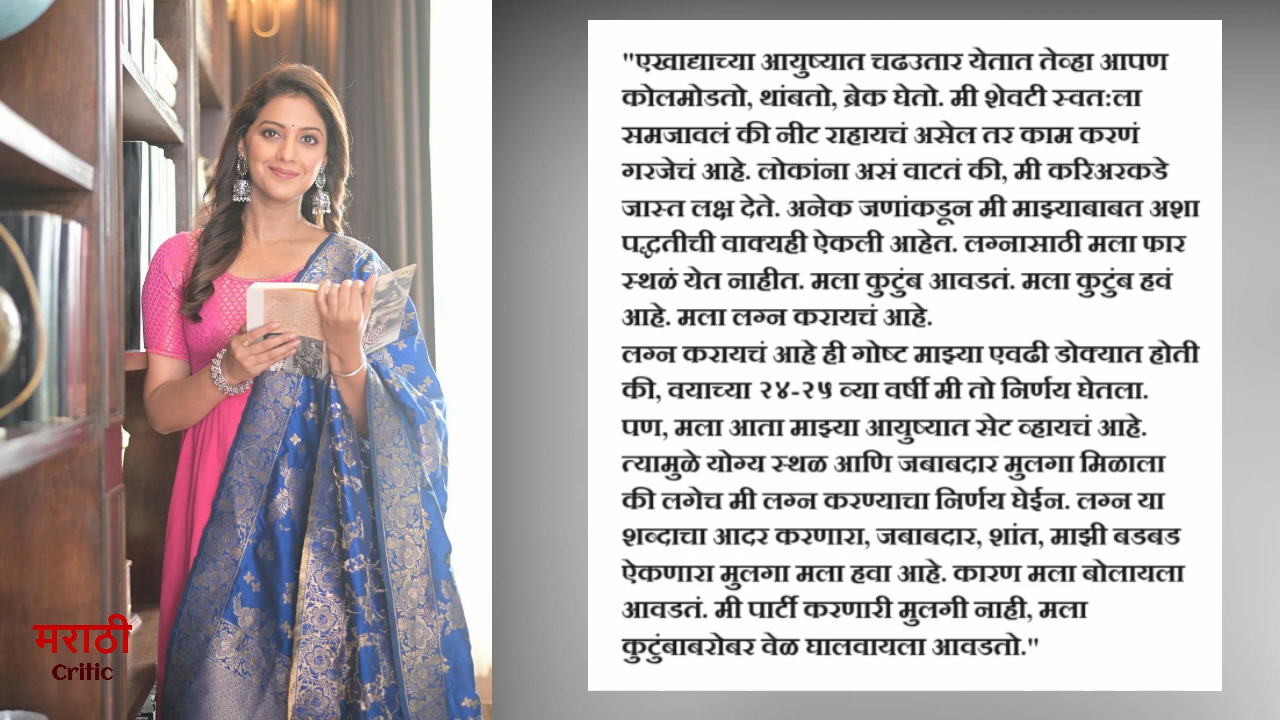 "एखाद्याच्या आयुष्यात चढउतार येतात तेव्हा आपण
कोलमोडतो, थांबतो, ब्रेक घेतो. मी शेवटी स्वतःला
समजावलं की नीट राहायचं असेल तर काम करणं
गरजेचं आहे. लोकांना असं वाटतं की, मी करिअरकडे
जास्त लक्ष देते. अनेक जणांकडून मी माझ्याबाबत अशा
पद्धतीची वाक्यही ऐकली आहेत. लग्नासाठी मला फार
स्थळं येत नाहीत. मला कुटुंब आवडतं. मला कुटुंब हवं
आहे. मला लग्न करायचं आहे.
लग्न करायचं आहे ही गोष्ट माझ्या एवढी डोक्यात होती
की, वयाच्या २४-२५ व्या वर्षी मी तो निर्णय घेतला.
पण, मला आता माझ्या आयुष्यात सेट व्हायचं आहे.
त्यामुळे योग्य स्थळ आणि जबाबदार मुलगा मिळाला
की लगेच मी लग्न करण्याचा निर्णय घेईन. लग्न या
शब्दाचा आदर करणारा, जबाबदार, शांत, माझी बडबड
ऐकणारा मुलगा मला हवा आहे. कारण मला बोलायला
आवडतं. मी पार्टी करणारी मुलगी नाही, मला
कुटुंबाबरोबर वेळ घालवायला आवडतो."
मराठी
Critic